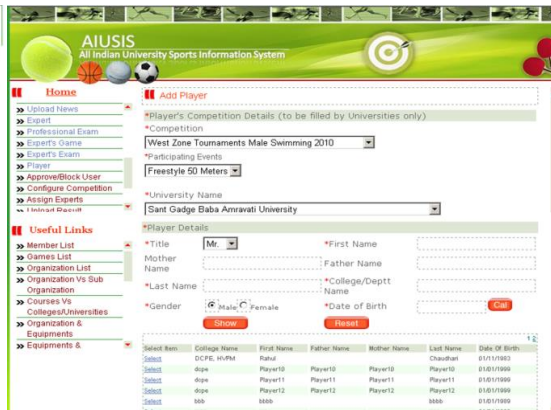 AIUSIS
All Indian University Sports Information System
Home
Upload News
Expert
Professional Exam
Expert's Game
Expert's Exam
Player
Approve/Block User
Configure Competition
Assign Experts
Upload Result
Useful Links
Member List
Games List
Organization List
Organization Vs Sub
Organization
Courses Vs
Colleges/Universities
Organization &
Equipments
Equipments &
Add Player
*Player's Competition Details (to be filled by Universities only)
*Competition
West Zone Tournaments Male Swimming 2010
*Participating Events
Freestyle 50 Meters
*University Name
Sant Gadge Baba Amravati University
*Player Details
*Title Mr. *First Name
Mother Name Father Name
*Last Name *College/Deptt Name
*Gender Male Female *Date of Birth Cal
Show Reset
1 2
Select Item College Name First Name Father Name Mother Name Last Name Date Of Birth
Select DCPE, HVPM Rahul Chaudhari 01/11/1983
Select dcpe Player10 Player10 Player10 Player10 01/01/1999
Select dcpe Player11 Player11 Player11 Player11 01/01/1999
Select dcpe Player12 Player12 Player12 Player12 01/01/1999
Select bbb bbbb bbbb 01/01/1999